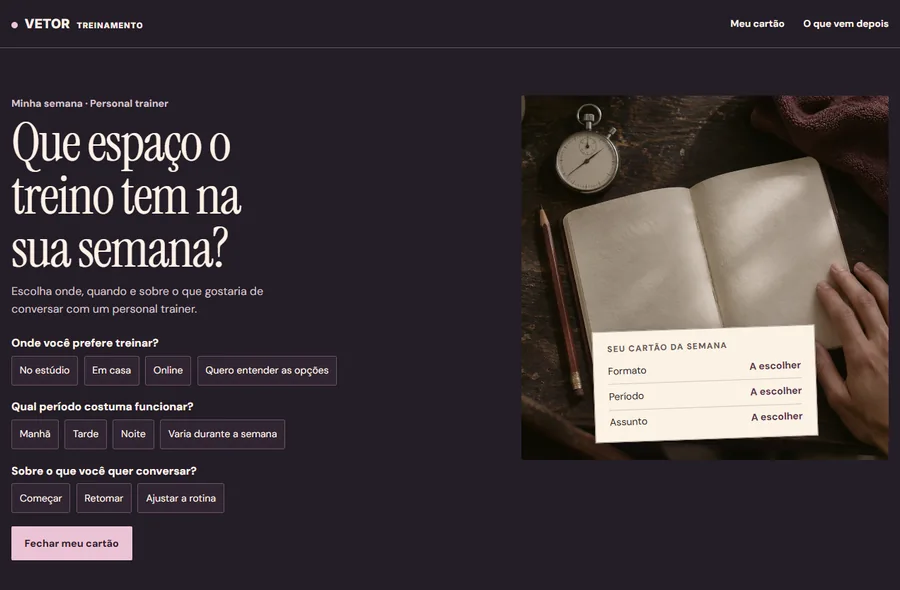 VETOR TREINAMENTO
Meu cartão
O que vem depois
Minha semana · Personal trainer
Que espaço o
treino tem na
sua semana?
Escolha onde, quando e sobre o que gostaria de
conversar com um personal trainer.
Onde você prefere treinar?
No estúdio
Em casa
Online
Quero entender as opções
Qual período costuma funcionar?
Manhã
Tarde
Noite
Varia durante a semana
Sobre o que você quer conversar?
Começar
Retomar
Ajustar a rotina
Fechar meu cartão
SEU CARTÃO DA SEMANA
Formato A escolher
Período A escolher
Assunto A escolher